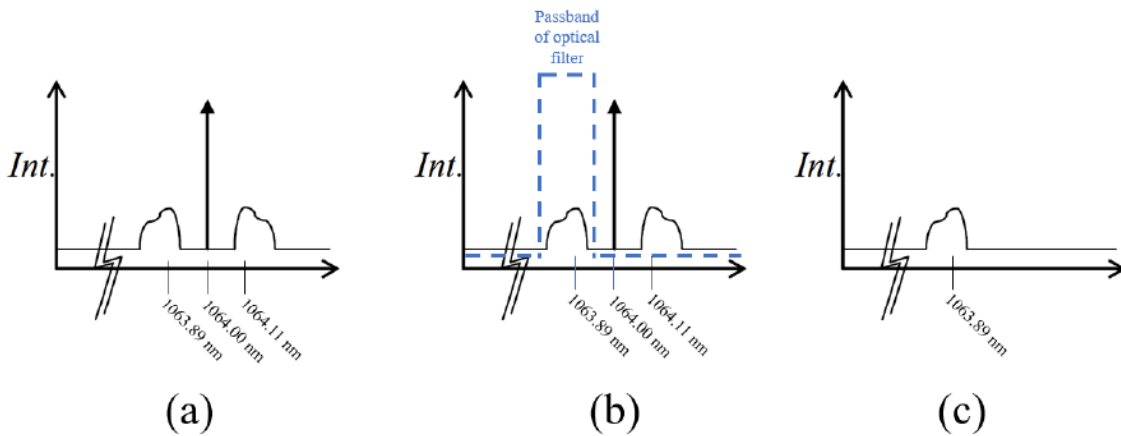 Passband
of optical
filter
Int.
1063.89 nm
1064.00 nm
1064.11 nm
(a)
Int.
1063.89 nm
1064.00 nm
1064.11 nm
(b)
Int.
1063.89 nm
(c)